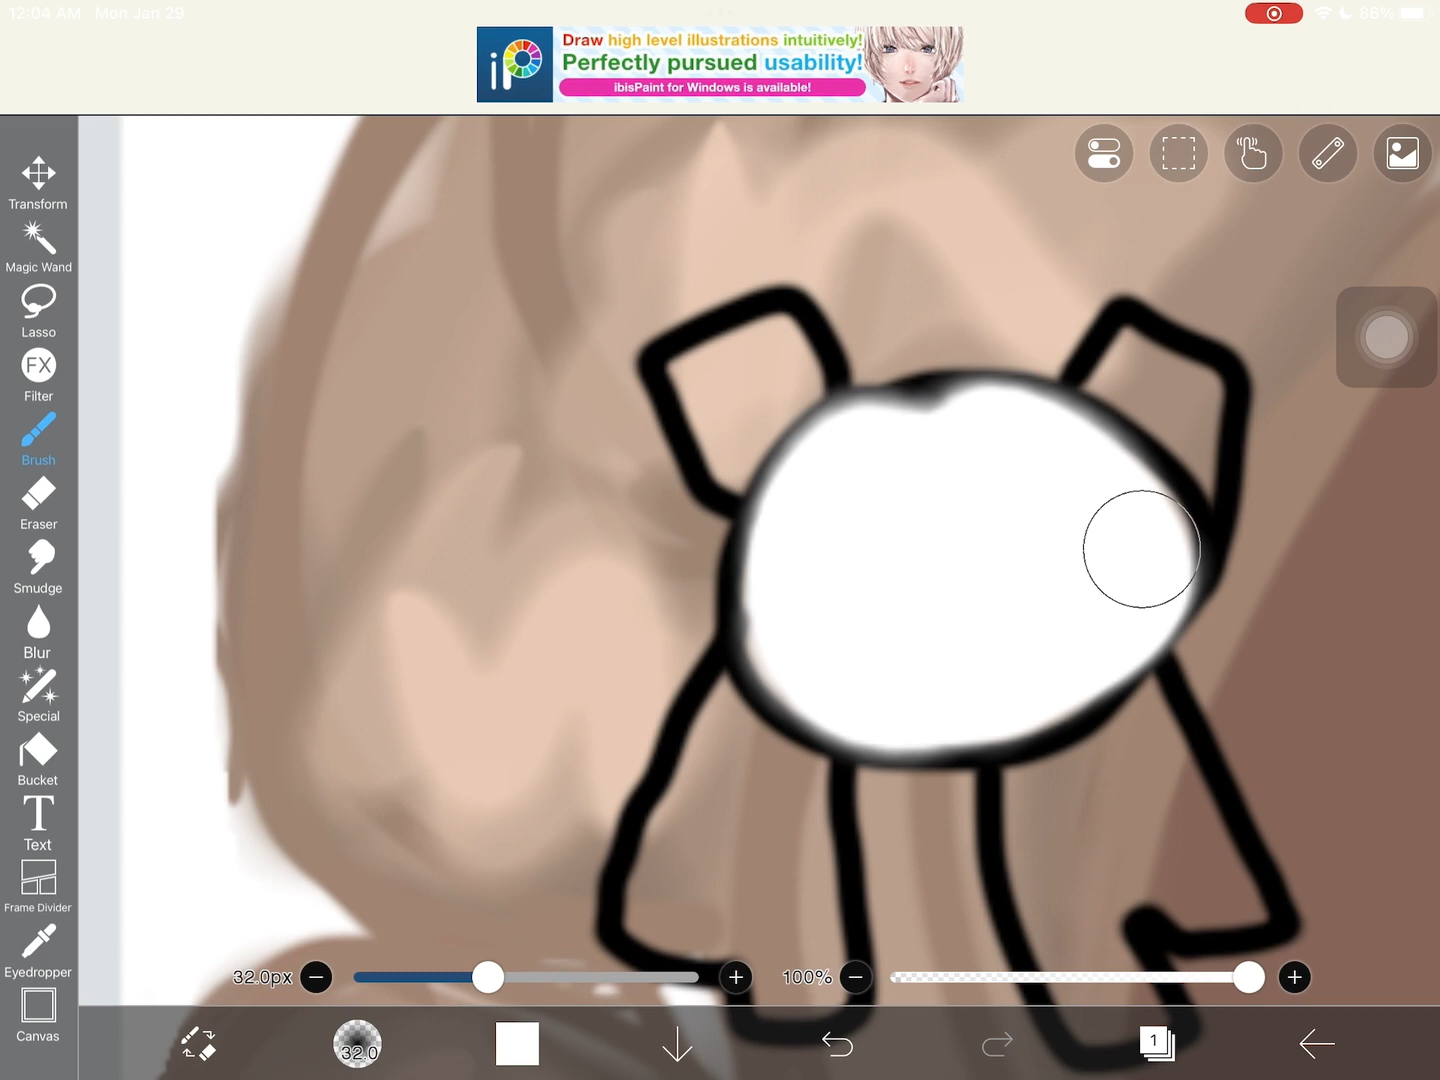 12:04 AM Mon Jan 29
86%
iP
Draw high level illustrations intuitively!
Perfectly pursued usability!
ibisPaint for Windows is available!
Transform
Magic Wand
Lasso
FX
Filter
Brush
Eraser
Smudge
Blur
Special
Bucket
T
Text
Frame Divider
Eyedropper
Canvas
32.0px
100%
32.0
1